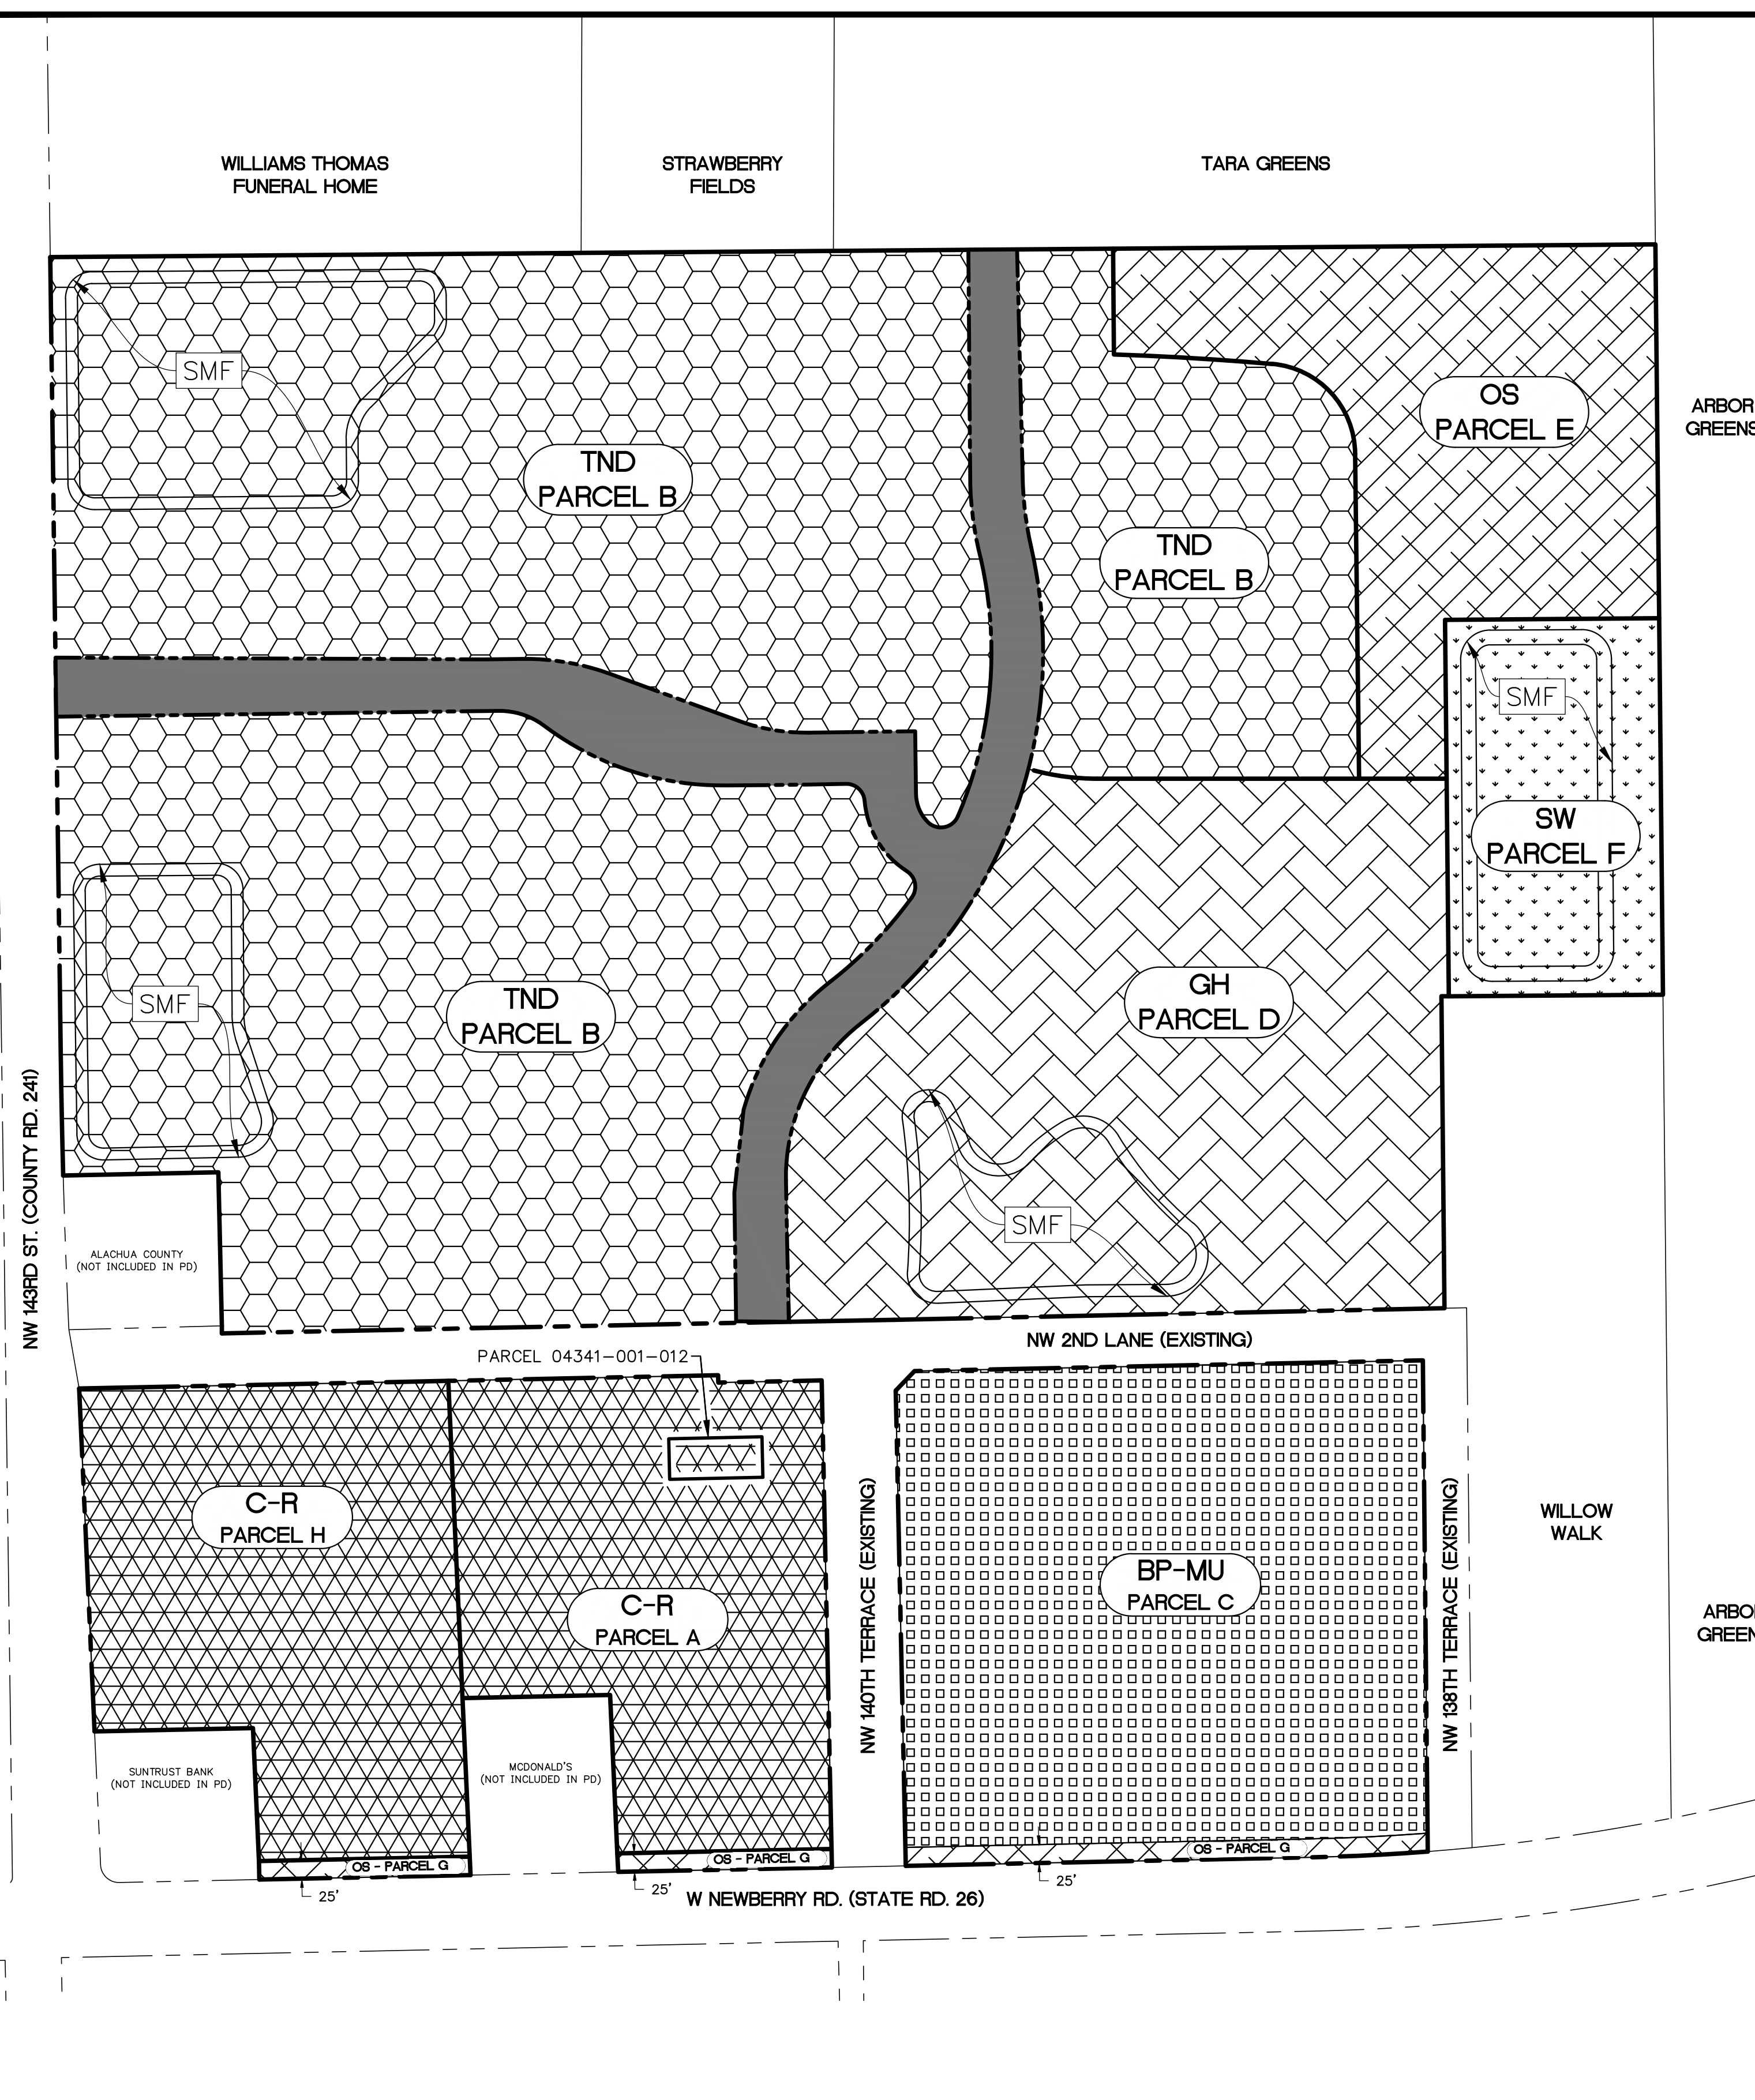 WILLIAMS THOMAS
FUNERAL HOME
STRAWBERRY
FIELDS
TARA GREENS
SMF
OS
PARCEL E
ARBOR
GREENS
TND
PARCEL B
TND
PARCEL B
SMF
SW
PARCEL F
SMF
TND
PARCEL B
GH
PARCEL D
NW 143RD ST. (COUNTY RD. 241)
SMF
ALACHUA COUNTY
(NOT INCLUDED IN PD)
NW 2ND LANE (EXISTING)
PARCEL 04341-001-012
C-R
PARCEL H
C-R
PARCEL A
NW 140TH TERRACE (EXISTING)
BP-MU
PARCEL C
NW 138TH TERRACE (EXISTING)
WILLOW
WALK
ARBO
GREEN
SUNTRUST BANK
(NOT INCLUDED IN PD)
MCDONALD'S
(NOT INCLUDED IN PD)
OS - PARCEL G
OS - PARCEL G
OS - PARCEL G
25'
25'
25'
W NEWBERRY RD. (STATE RD. 26)